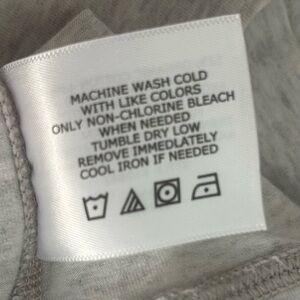 MACHINE WASH COLD
WITH LIKE COLORS
ONLY NON-CHLORINE BLEACH
WHEN NEEDED
TUMBLE DRY LOW
REMOVE IMMEDIATELY
COOL IRON IF NEEDED